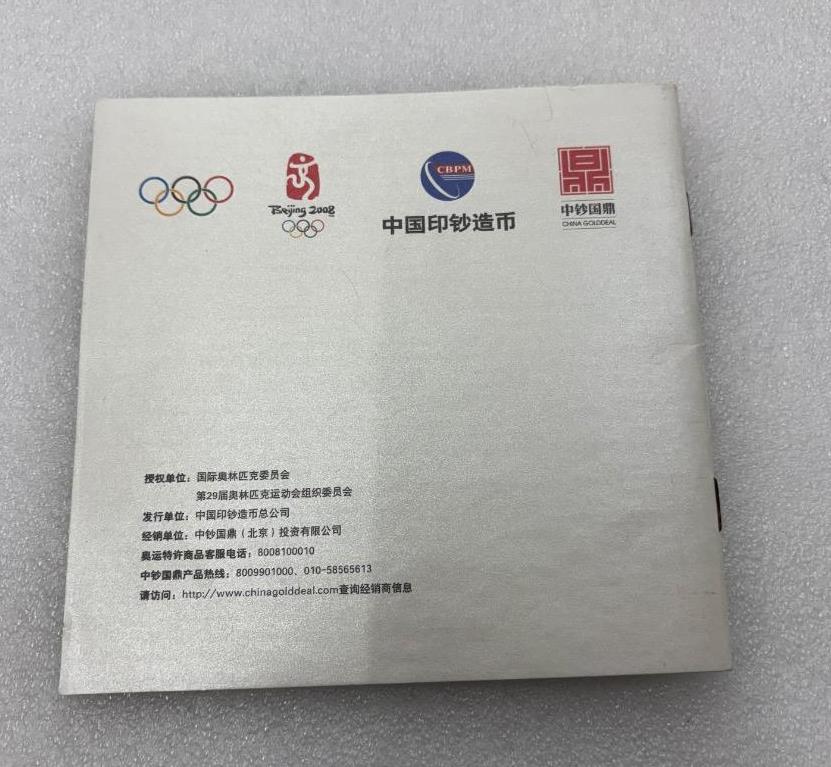 Beijing 2008
CBPM
中国印钞造币
鼎
中钞国鼎
CHINA GOLDDEAL
授权单位：国际奥林匹克委员会
第29届奥林匹克运动会组织委员会
发行单位：中国印钞造币总公司
经销单位：中钞国鼎（北京）投资有限公司
奥运特许商品客服电话：8008100010
中钞国鼎产品热线：8009901000、010-58565613
请访问：http://www.chinagolddeal.com查询经销商信息